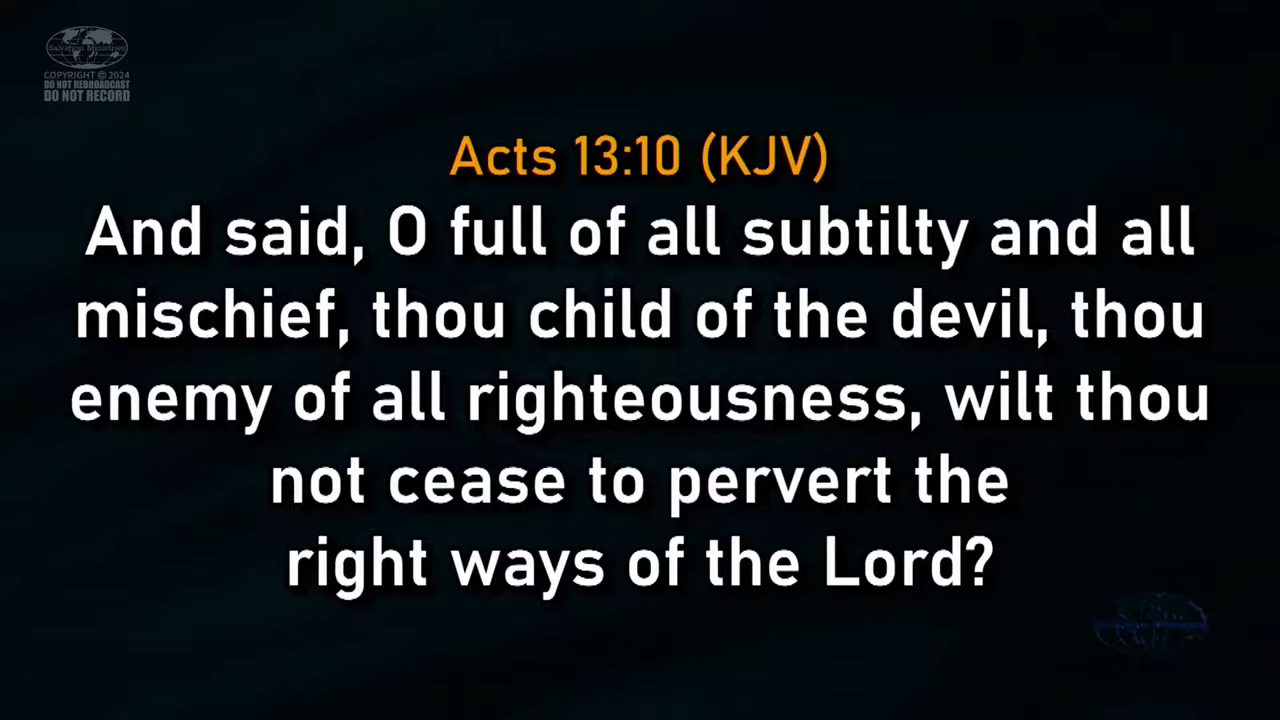 Salvation Ministries
COPYRIGHT © 2024
DO NOT REBROADCAST
DO NOT RECORD
Acts 13:10 (KJV)
And said, O full of all subtilty and all
mischief, thou child of the devil, thou
enemy of all righteousness, wilt thou
not cease to pervert the
right ways of the Lord?